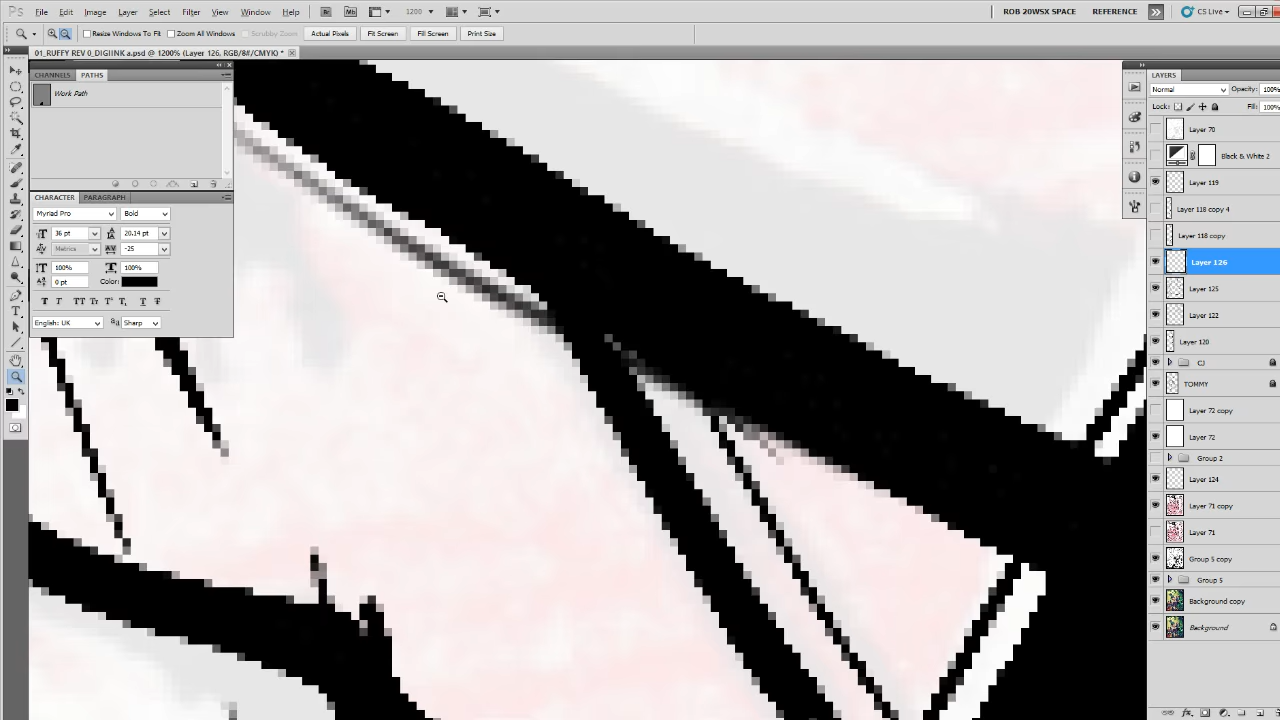 File Edit Image Layer Select Filter View Window Help
Br Mb 1200
ROB 20WSX SPACE REFERENCE CS Live
Resize Windows To Fit Zoom All Windows Scrubby Zoom Actual Pixels Fit Screen Fill Screen Print Size
01_RUFFY REV 0_DIGIINK a.psd @ 1200% (Layer 126, RGB/8#/CMYK) *
CHANNELS PATHS
Work Path
CHARACTER PARAGRAPH
Myriad Pro Bold
36 pt 20.14 pt
Metrics -25
100% 100%
0 pt Color:
English: UK aa Sharp
LAYERS
Normal Opacity: 100%
Lock: Fill: 100%
Layer 70
Black & White 2
Layer 119
Layer 118 copy 4
Layer 118 copy
Layer 126
Layer 125
Layer 122
Layer 120
CJ
TOMMY
Layer 72 copy
Layer 72
Group 2
Layer 124
Layer 71 copy
Layer 71
Group 5 copy
Group 5
Background copy
Background